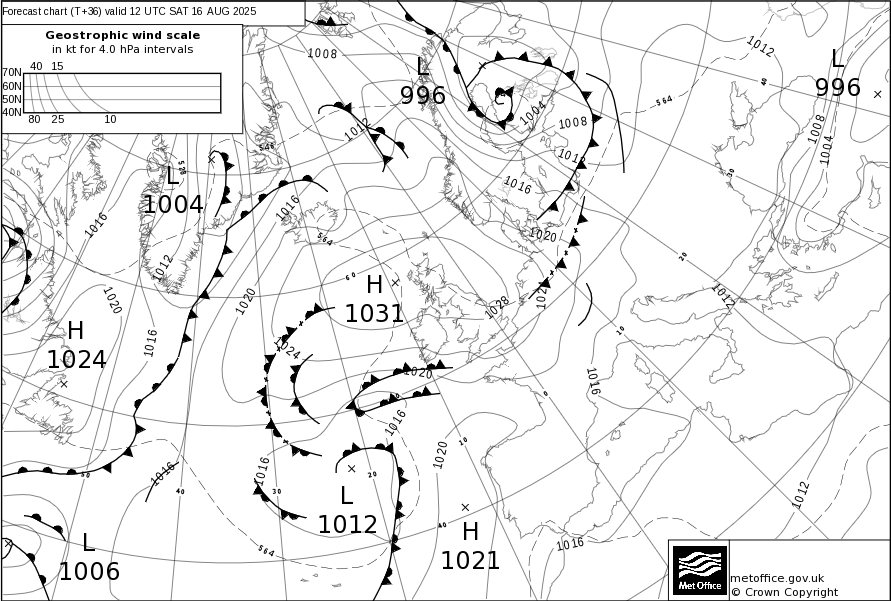 Forecast chart (T+36) valid 12 UTC SAT 16 AUG 2025
Geostrophic wind scale
in kt for 4.0 hPa intervals
40 15
70N
60N
50N
40N
80 25 10
1008
L
996
1012
L
996
564
40
1004
1008
1012
1008
1004
1012
546
528
L
1004
30
1016
1016
1016
1020
564
20
1012
60
H
1031
1020
1020
1028
1020
1012
H
1024
1016
1024
10
1020
1016
0
1016
10
1020
1016
1016
50
40
30
20
L
1012
40
H
1021
1012
L
1006
564
1016
Met Office
metoffice.gov.uk
© Crown Copyright